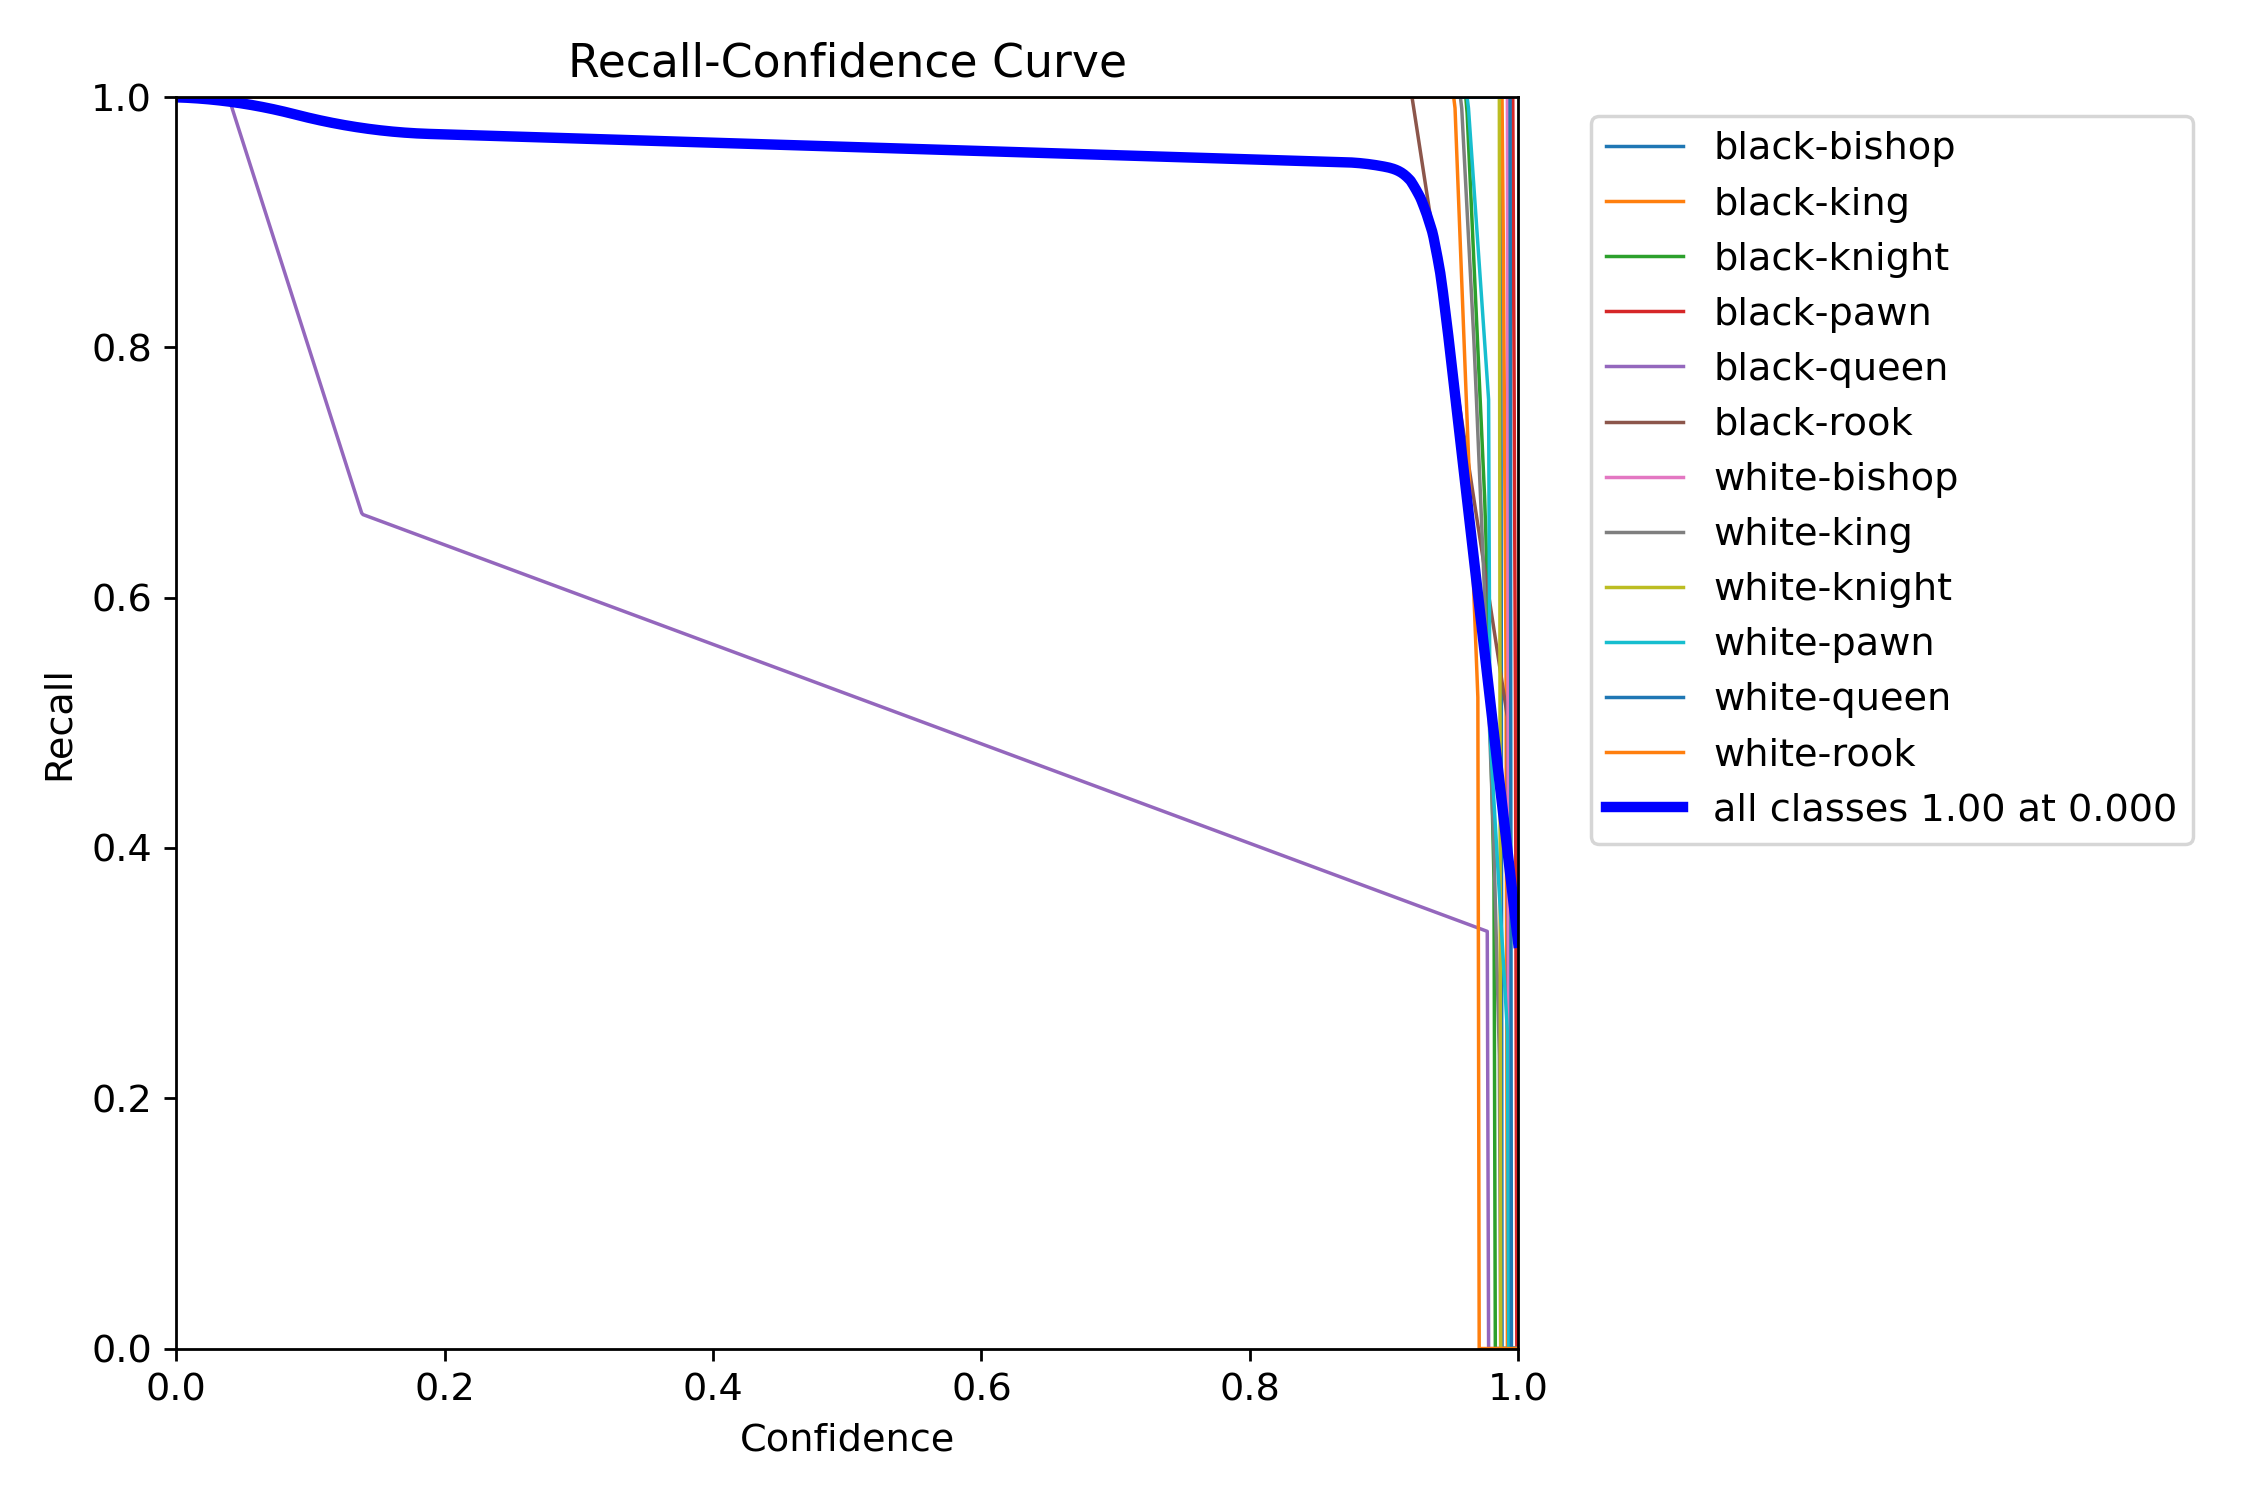 Recall-Confidence Curve
1.0
0.8
0.6
0.4
0.2
0.0
Recall
0.0 0.2 0.4 0.6 0.8 1.0
Confidence
black-bishop
black-king
black-knight
black-pawn
black-queen
black-rook
white-bishop
white-king
white-knight
white-pawn
white-queen
white-rook
all classes 1.00 at 0.000